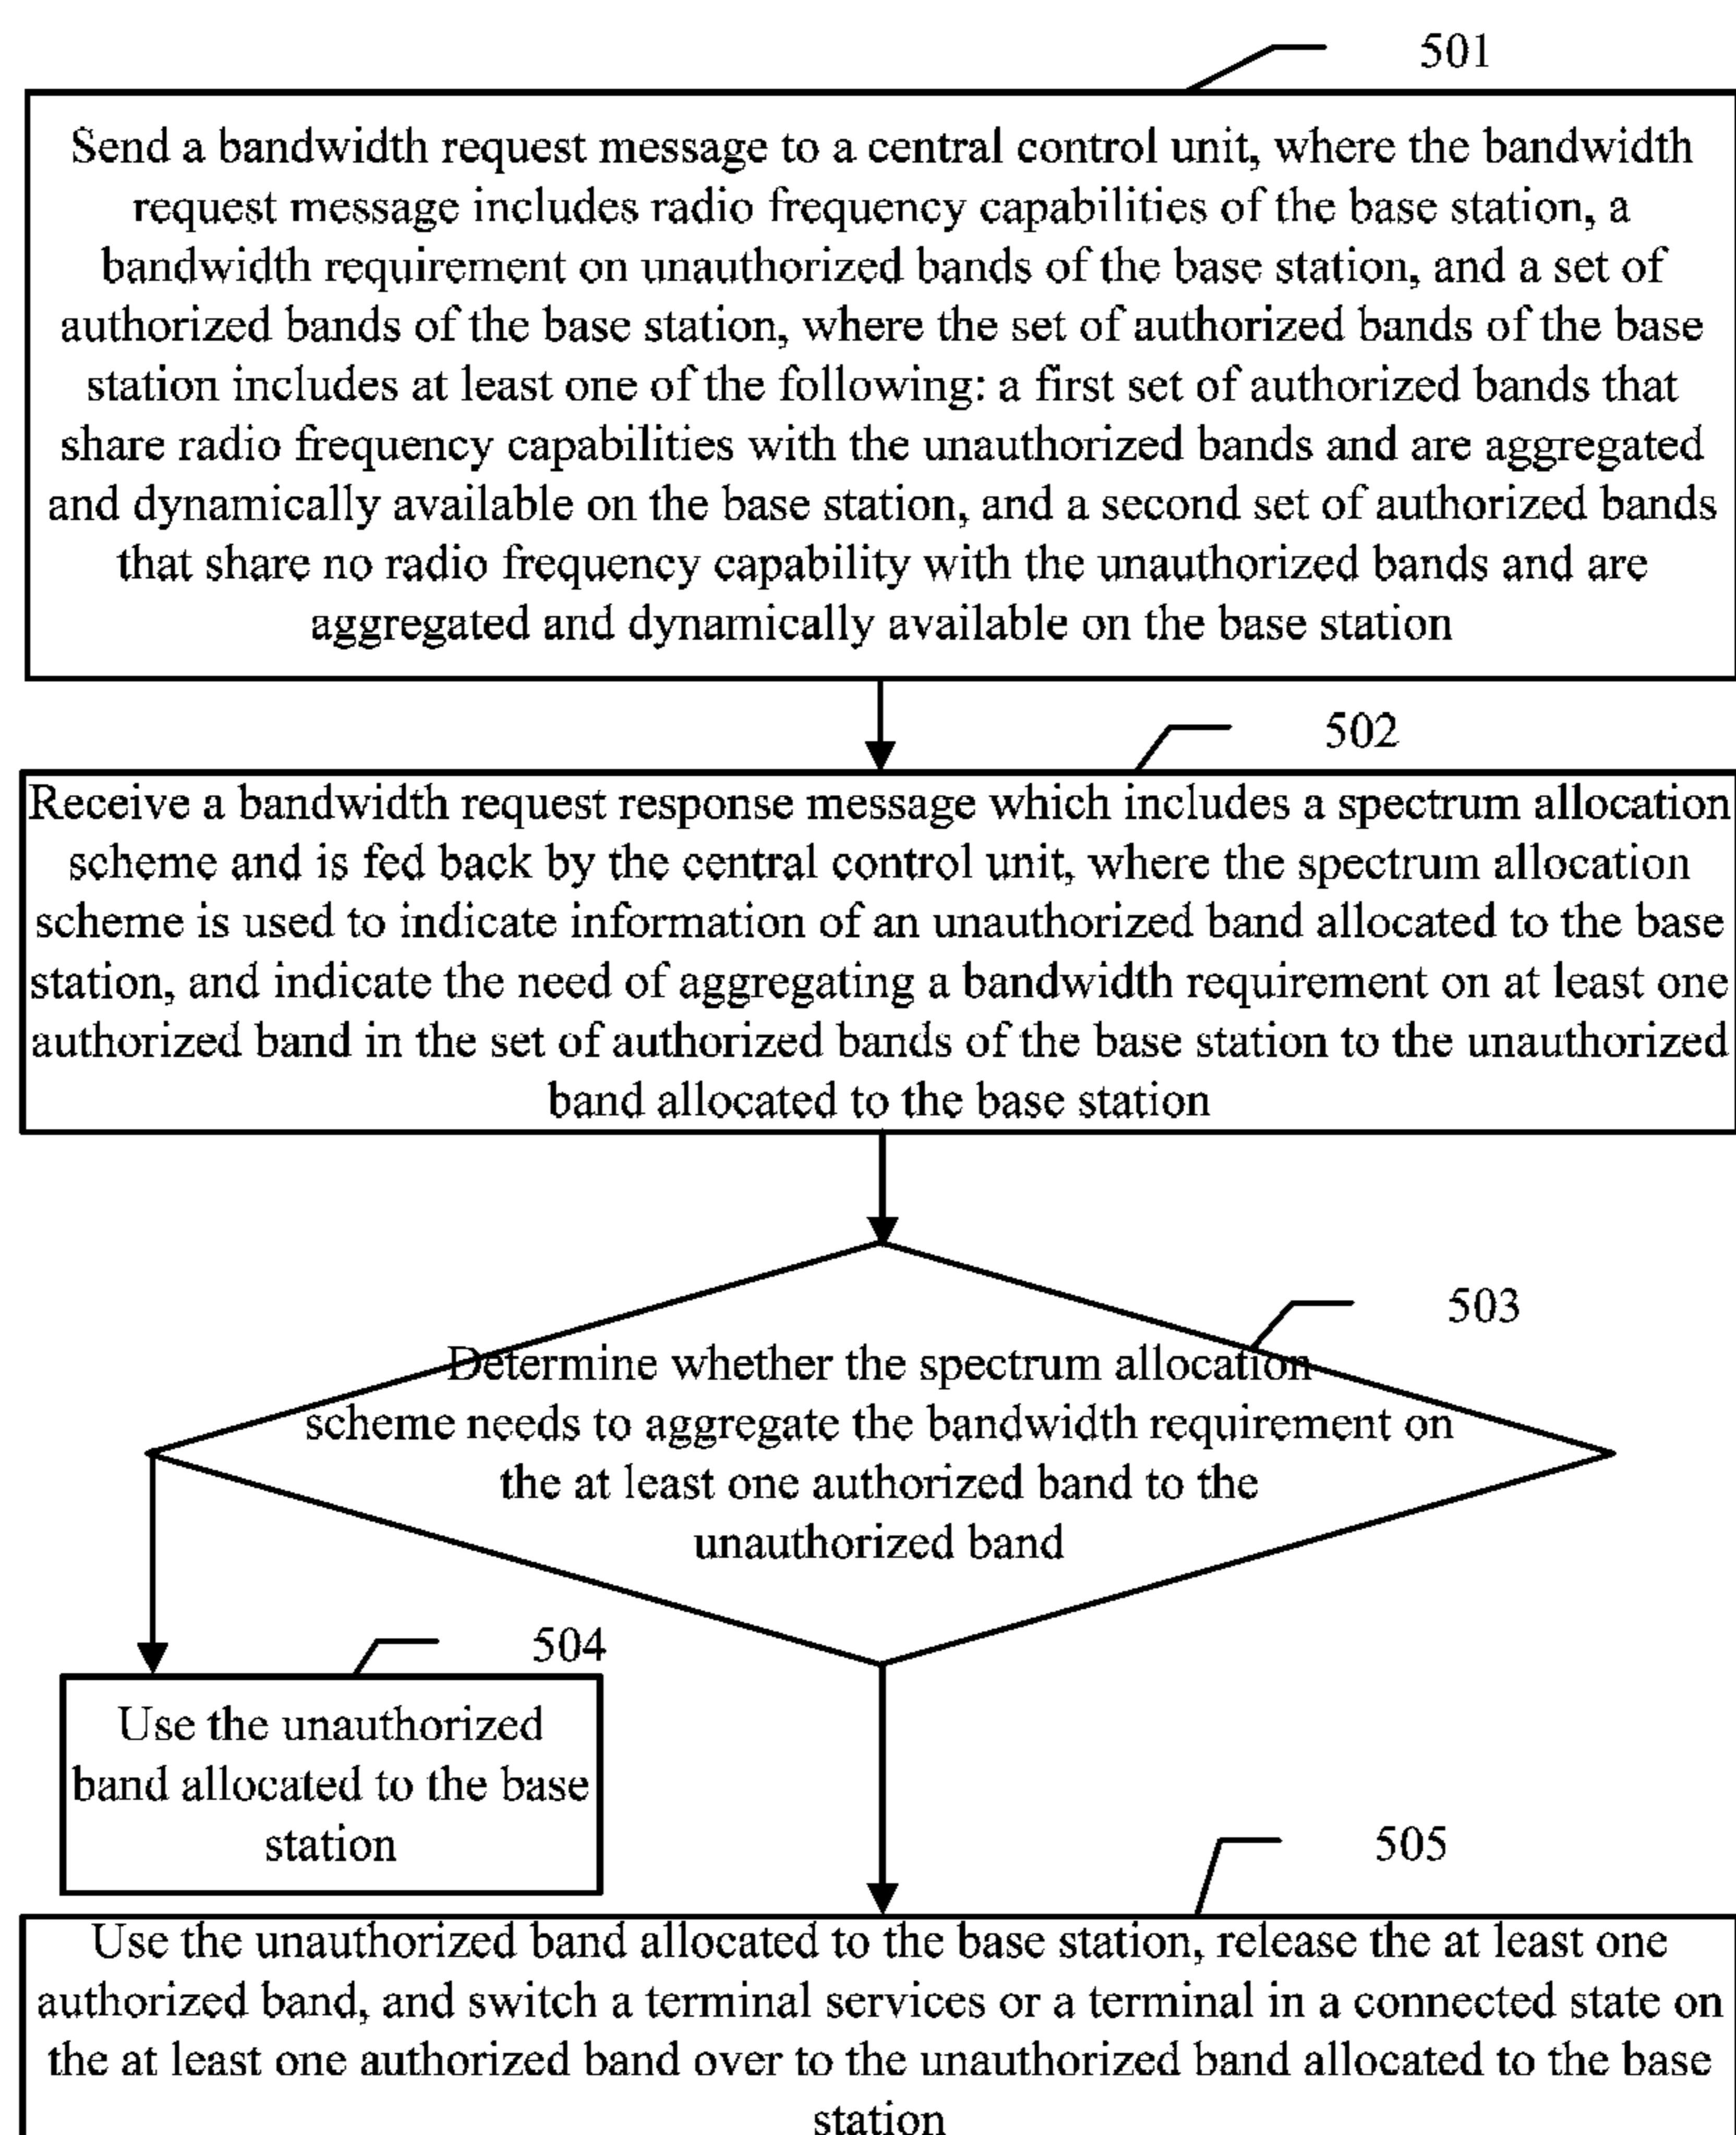 501
Send a bandwidth request message to a central control unit, where the bandwidth
request message includes radio frequency capabilities of the base station, a
bandwidth requirement on unauthorized bands of the base station, and a set of
authorized bands of the base station, where the set of authorized bands of the base
station includes at least one of the following: a first set of authorized bands that
share radio frequency capabilities with the unauthorized bands and are aggregated
and dynamically available on the base station, and a second set of authorized bands
that share no radio frequency capability with the unauthorized bands and are
aggregated and dynamically available on the base station
502
Receive a bandwidth request response message which includes a spectrum allocation
scheme and is fed back by the central control unit, where the spectrum allocation
scheme is used to indicate information of an unauthorized band allocated to the base
station, and indicate the need of aggregating a bandwidth requirement on at least one
authorized band in the set of authorized bands of the base station to the unauthorized
band allocated to the base station
503
Determine whether the spectrum allocation
scheme needs to aggregate the bandwidth requirement on
the at least one authorized band to the
unauthorized band
504
Use the unauthorized
band allocated to the base
station
505
Use the unauthorized band allocated to the base station, release the at least one
authorized band, and switch a terminal services or a terminal in a connected state on
the at least one authorized band over to the unauthorized band allocated to the base
station